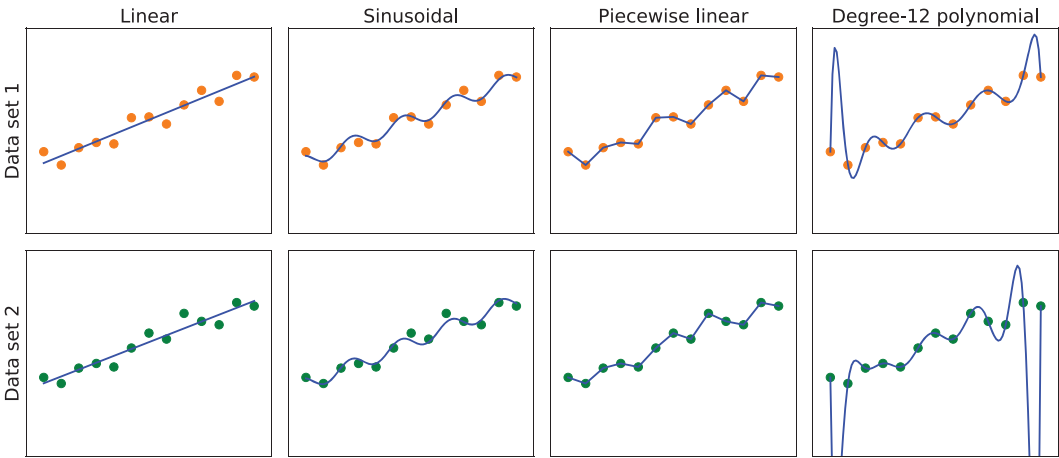 Linear
Sinusoidal
Piecewise linear
Degree-12 polynomial
Data set 1
Data set 2